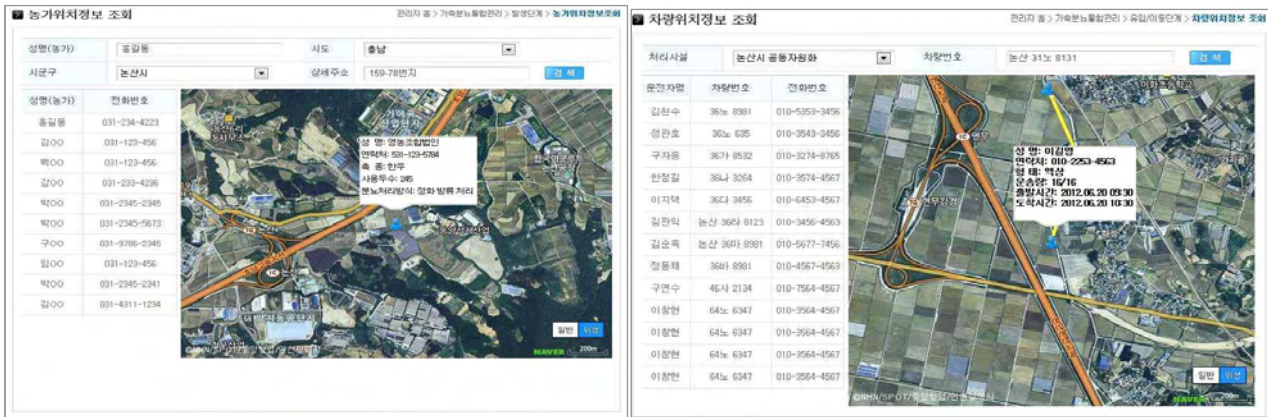 농가위치정보 조회
관리자 홈 > 가축분뇨통합관리 > 발생단계 > 농가위치정보조회
성명(농가) 홍길동 시도 충남
시군구 논산시 상세주소 159-78번지 검색
성명(농가) 전화번호
홍길동 031-234-4223
김OO 031-123-456
백OO 031-123-456
강OO 031-233-4236
박OO 031-2345-2345
박OO 031-2345-5673
구OO 031-9786-2345
임OO 031-123-456
박OO 031-2345-2341
김OO 031-4311-1234
성 명: 영농조합법인
연락처: 531-123-5784
축 종: 한우
사용두수: 245
분뇨처리방식: 정화 방류 처리
IC 논산
IC 논산
일반 위성
NAVER 200m
차량위치정보 조회
관리자 홈 > 가축분뇨통합관리 > 유입/이동단계 > 차량위치정보 조회
처리시설 논산시 공동자원화 차량번호 논산 31노 8131 검색
운전자명 차량번호 전화번호
김천수 36노 8981 010-5353-3456
정관호 36노 635 010-3543-3456
구자용 36가 8532 010-3274-8765
한정길 36나 3264 010-3574-4567
이지택 36다 3456 010-6453-4567
김관익 논산 36라 8123 010-3456-4563
김순옥 논산 36마 8981 010-5677-7456
정동채 36바 8981 010-4567-4563
구연수 46사 2134 010-7564-4567
이창현 64노 6347 010-3564-4567
이창현 64노 6347 010-3564-4567
이창현 64노 6347 010-3564-4567
이창현 64노 6347 010-3564-4567
IC 연무
성 명: 이길영
연락처: 010-2253-4563
형 태: 액상
운송량: 16/16
출발시간: 2012.06.20 09:30
도착시간: 2012.06.20 10:30
일반 위성
NAVER 200m